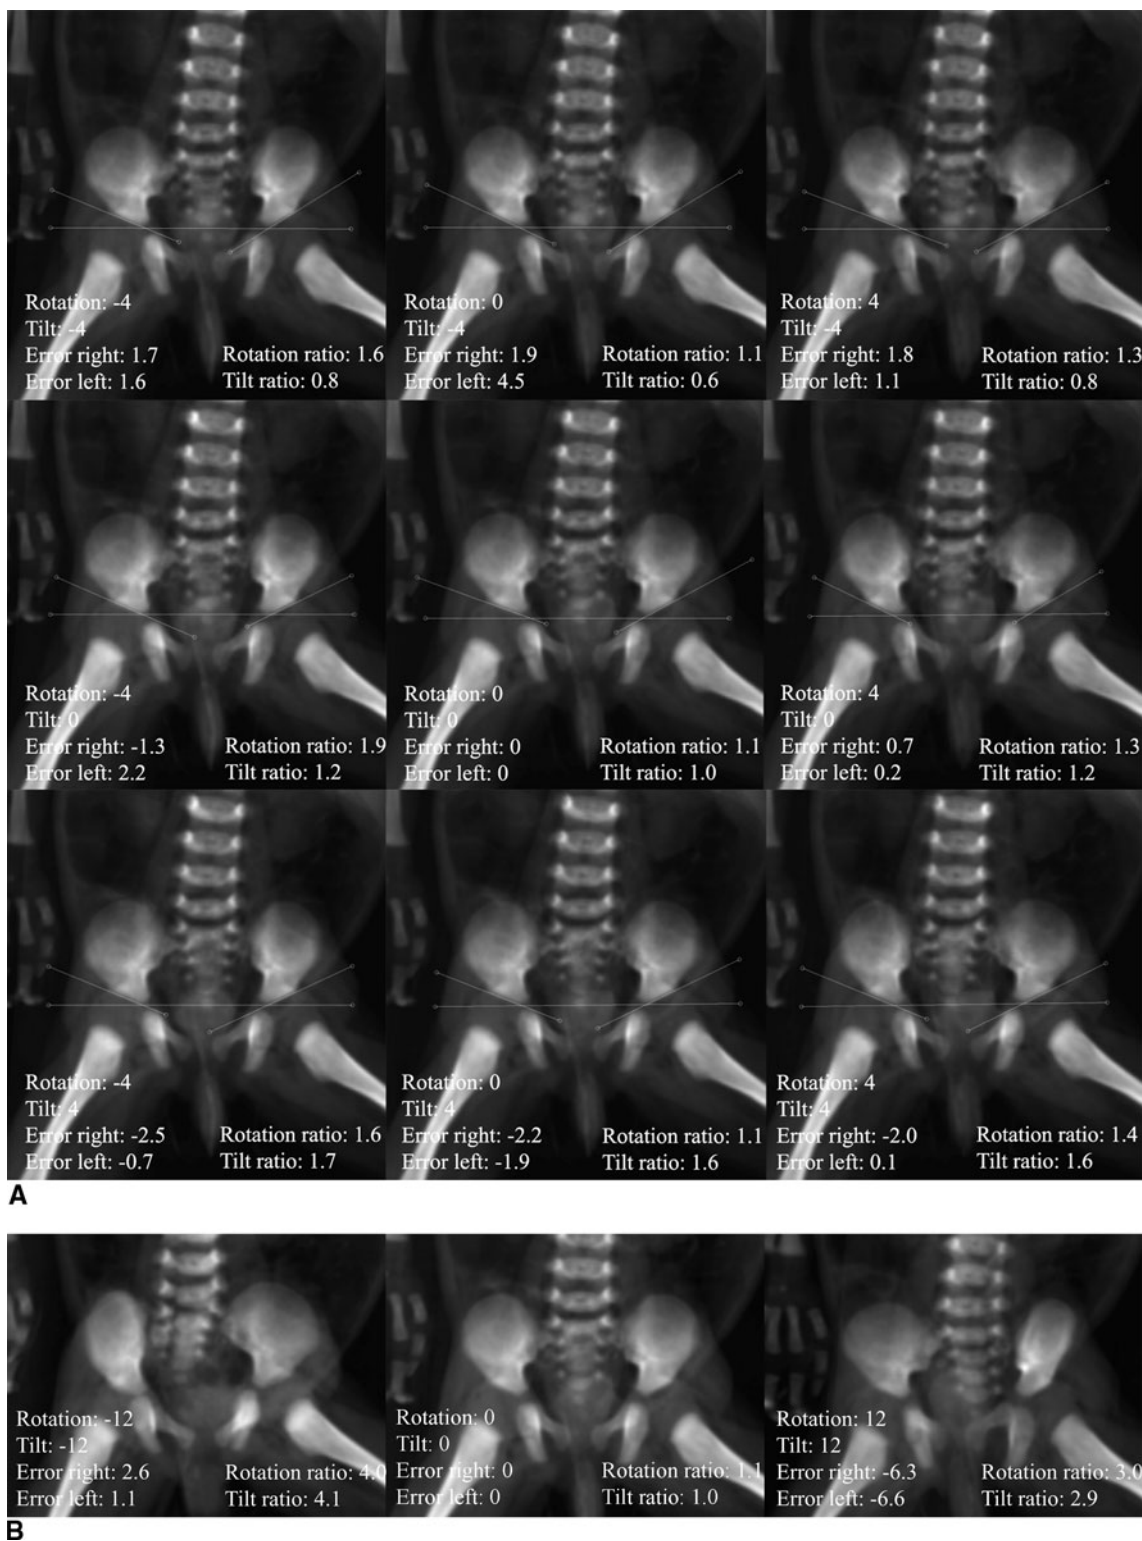 Rotation: -4
Tilt: -4
Error right: 1.7
Error left: 1.6
Rotation ratio: 1.6
Tilt ratio: 0.8
Rotation: 0
Tilt: -4
Error right: 1.9
Error left: 4.5
Rotation ratio: 1.1
Tilt ratio: 0.6
Rotation: 4
Tilt: -4
Error right: 1.8
Error left: 1.1
Rotation ratio: 1.3
Tilt ratio: 0.8
Rotation: -4
Tilt: 0
Error right: -1.3
Error left: 2.2
Rotation ratio: 1.9
Tilt ratio: 1.2
Rotation: 0
Tilt: 0
Error right: 0
Error left: 0
Rotation ratio: 1.1
Tilt ratio: 1.0
Rotation: 4
Tilt: 0
Error right: 0.7
Error left: 0.2
Rotation ratio: 1.3
Tilt ratio: 1.2
Rotation: -4
Tilt: 4
Error right: -2.5
Error left: -0.7
Rotation ratio: 1.6
Tilt ratio: 1.7
Rotation: 0
Tilt: 4
Error right: -2.2
Error left: -1.9
Rotation ratio: 1.1
Tilt ratio: 1.6
Rotation: 4
Tilt: 4
Error right: -2.0
Error left: 0.1
Rotation ratio: 1.4
Tilt ratio: 1.6
A
Rotation: -12
Tilt: -12
Error right: 2.6
Error left: 1.1
Rotation ratio: 4.0
Tilt ratio: 4.1
Rotation: 0
Tilt: 0
Error right: 0
Error left: 0
Rotation ratio: 1.1
Tilt ratio: 1.0
Rotation: 12
Tilt: 12
Error right: -6.3
Error left: -6.6
Rotation ratio: 3.0
Tilt ratio: 2.9
B